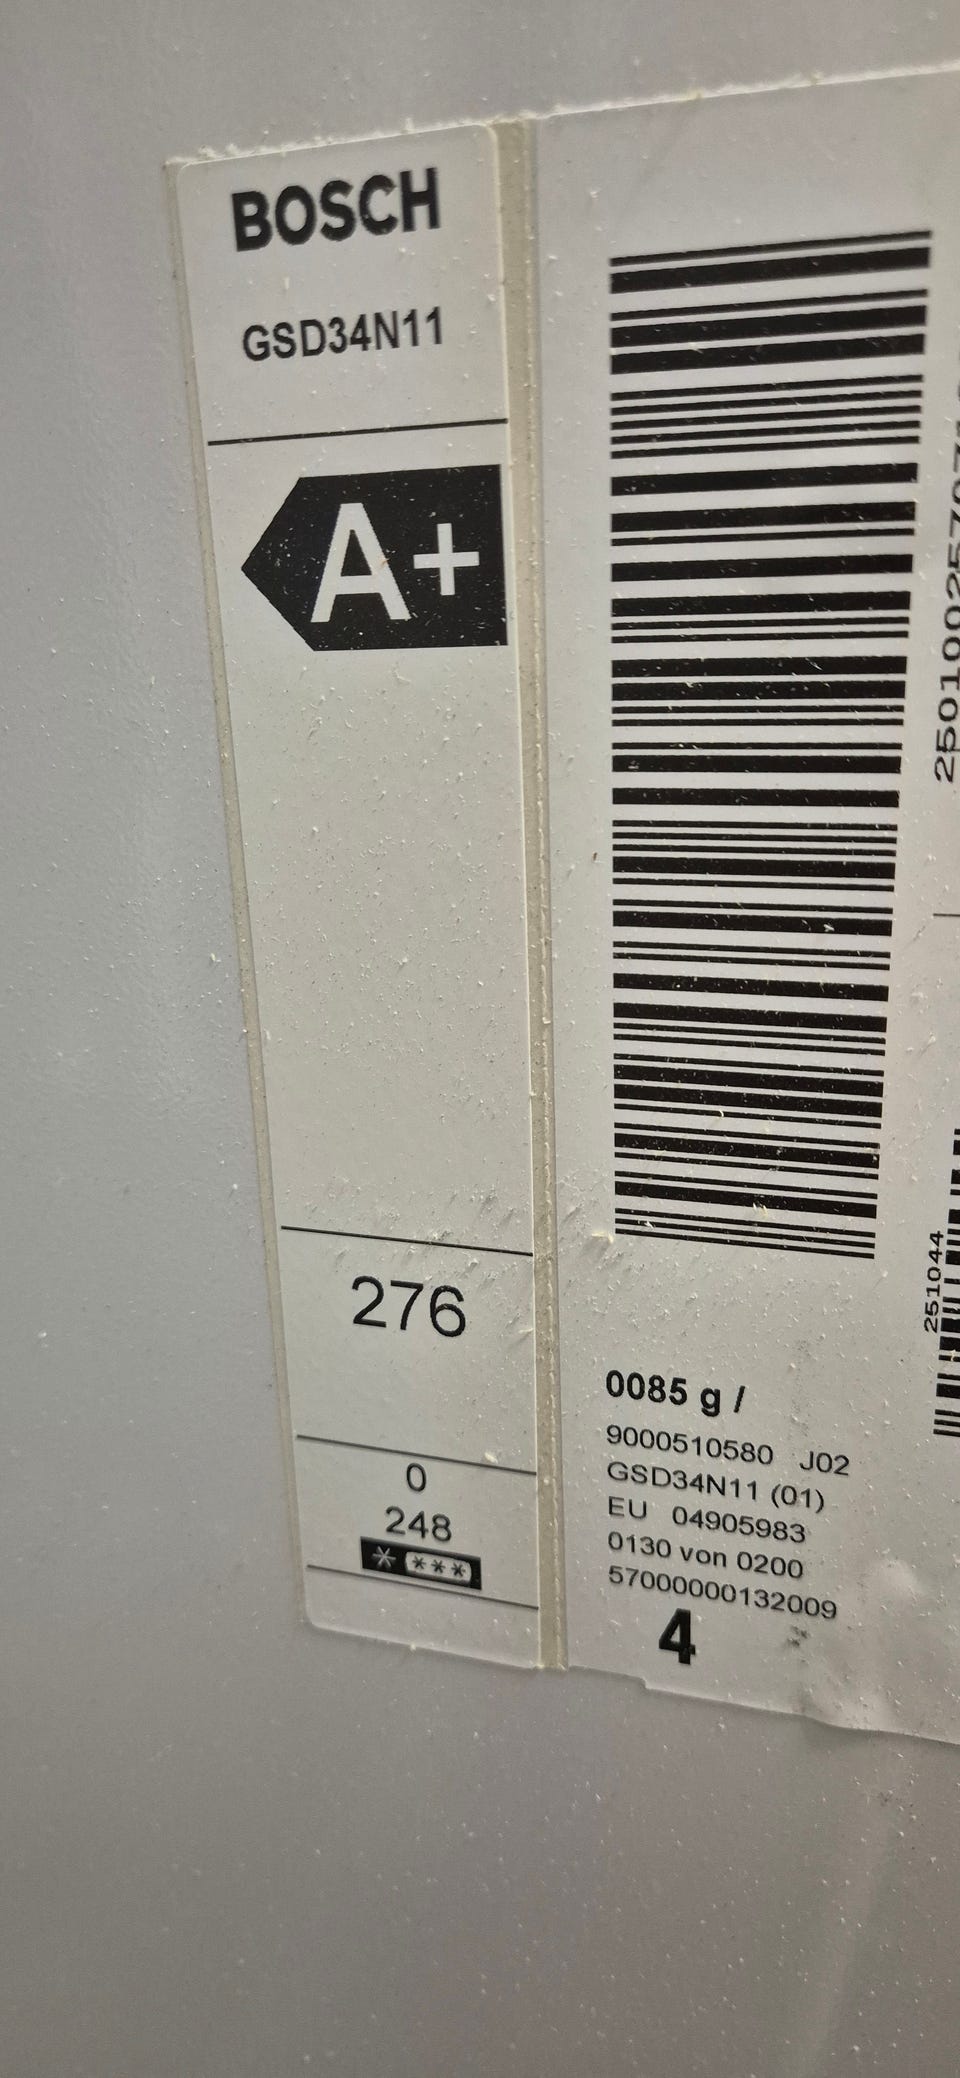 BOSCH
GSD34N11
A+
276
0
248
* ***
0085 g /
9000510580 J02
GSD34N11 (01)
EU 04905983
0130 von 0200
57000000132009
4
251044